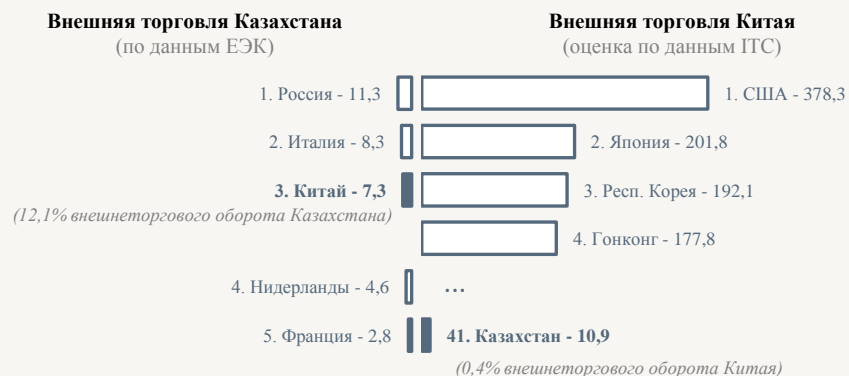 Внешняя торговля Казахстана
(по данным ЕЭК)
Внешняя торговля Китая
(оценка по данным ITC)
1. Россия - 11,3
1. США - 378,3
2. Италия - 8,3
2. Япония - 201,8
3. Китай - 7,3
3. Респ. Корея - 192,1
(12,1% внешнеторгового оборота Казахстана)
4. Гонконг - 177,8
4. Нидерланды - 4,6
...
5. Франция - 2,8
41. Казахстан - 10,9
(0,4% внешнеторгового оборота Китая)